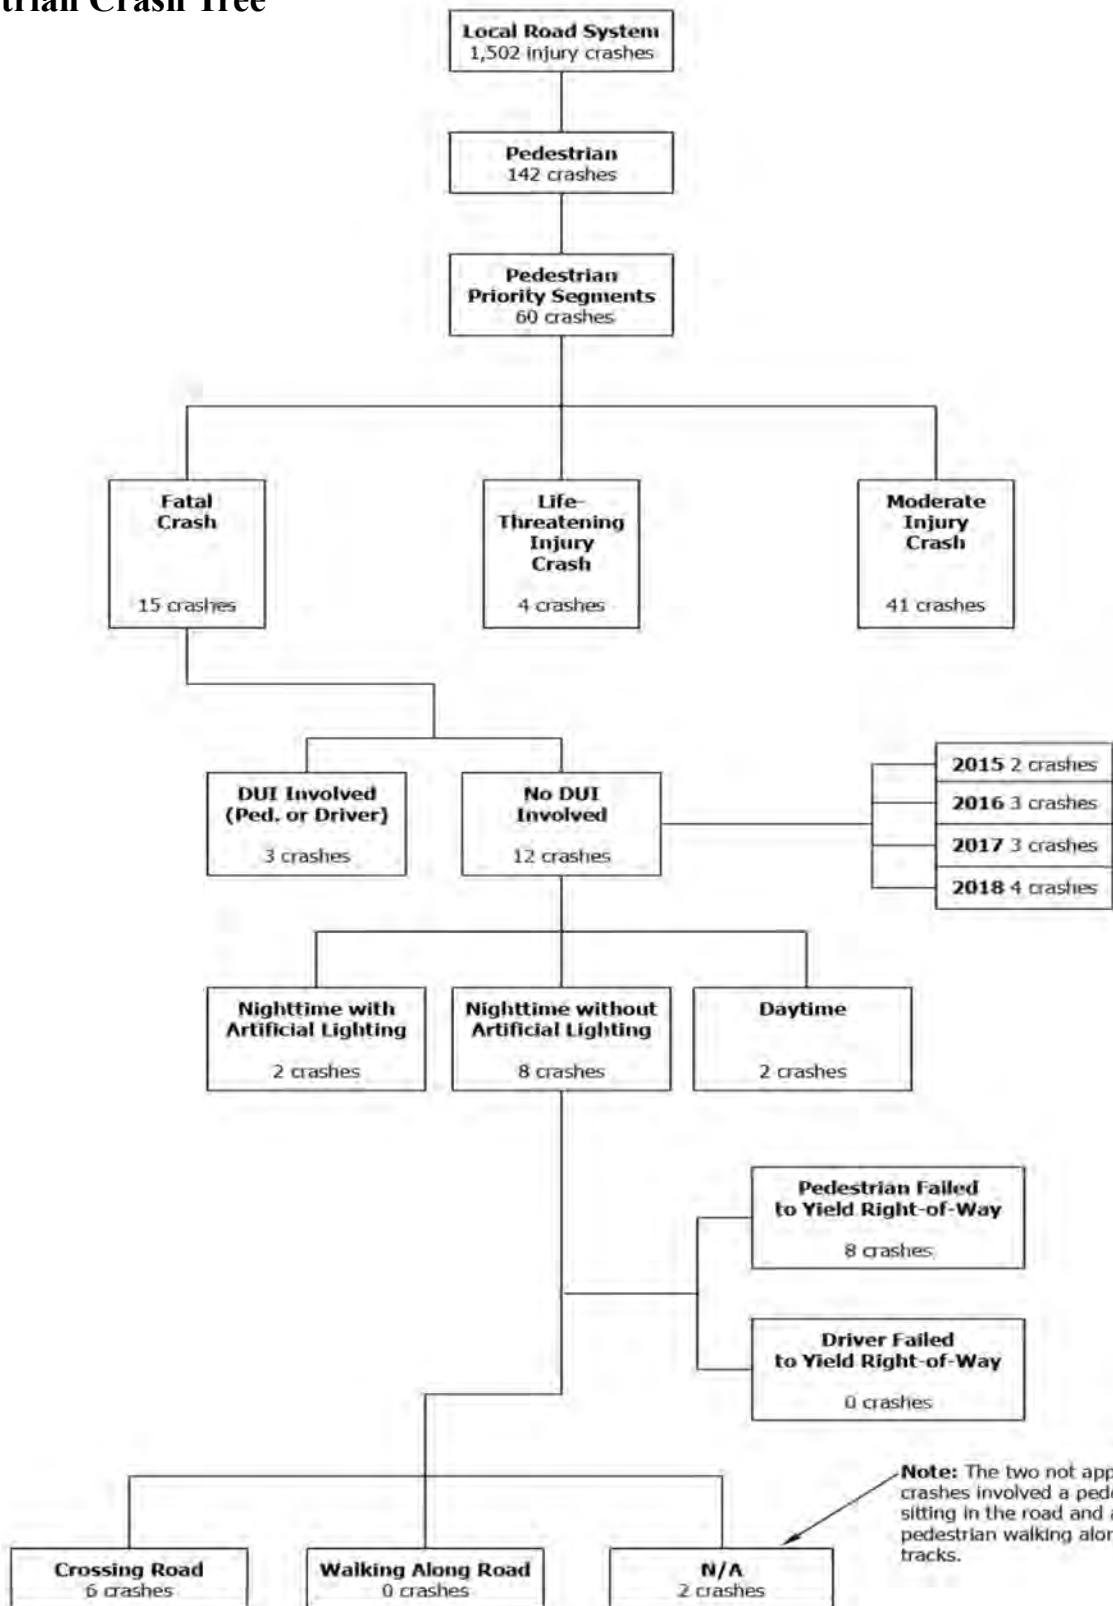 trian Crash Tree
Local Road System
1,502 injury crashes
Pedestrian
142 crashes
Pedestrian
Priority Segments
60 crashes
Fatal
Crash
15 crashes
Life-
Threatening
Injury
Crash
4 crashes
Moderate
Injury
Crash
41 crashes
DUI Involved
(Ped. or Driver)
3 crashes
No DUI
Involved
12 crashes
2015 2 crashes
2016 3 crashes
2017 3 crashes
2018 4 crashes
Nighttime with
Artificial Lighting
2 crashes
Nighttime without
Artificial Lighting
8 crashes
Daytime
2 crashes
Pedestrian Failed
to Yield Right-of-Way
8 crashes
Driver Failed
to Yield Right-of-Way
0 crashes
Note: The two not app
crashes involved a pede
sitting in the road and a
pedestrian walking alon
tracks.
Crossing Road
6 crashes
Walking Along Road
0 crashes
N/A
2 crashes